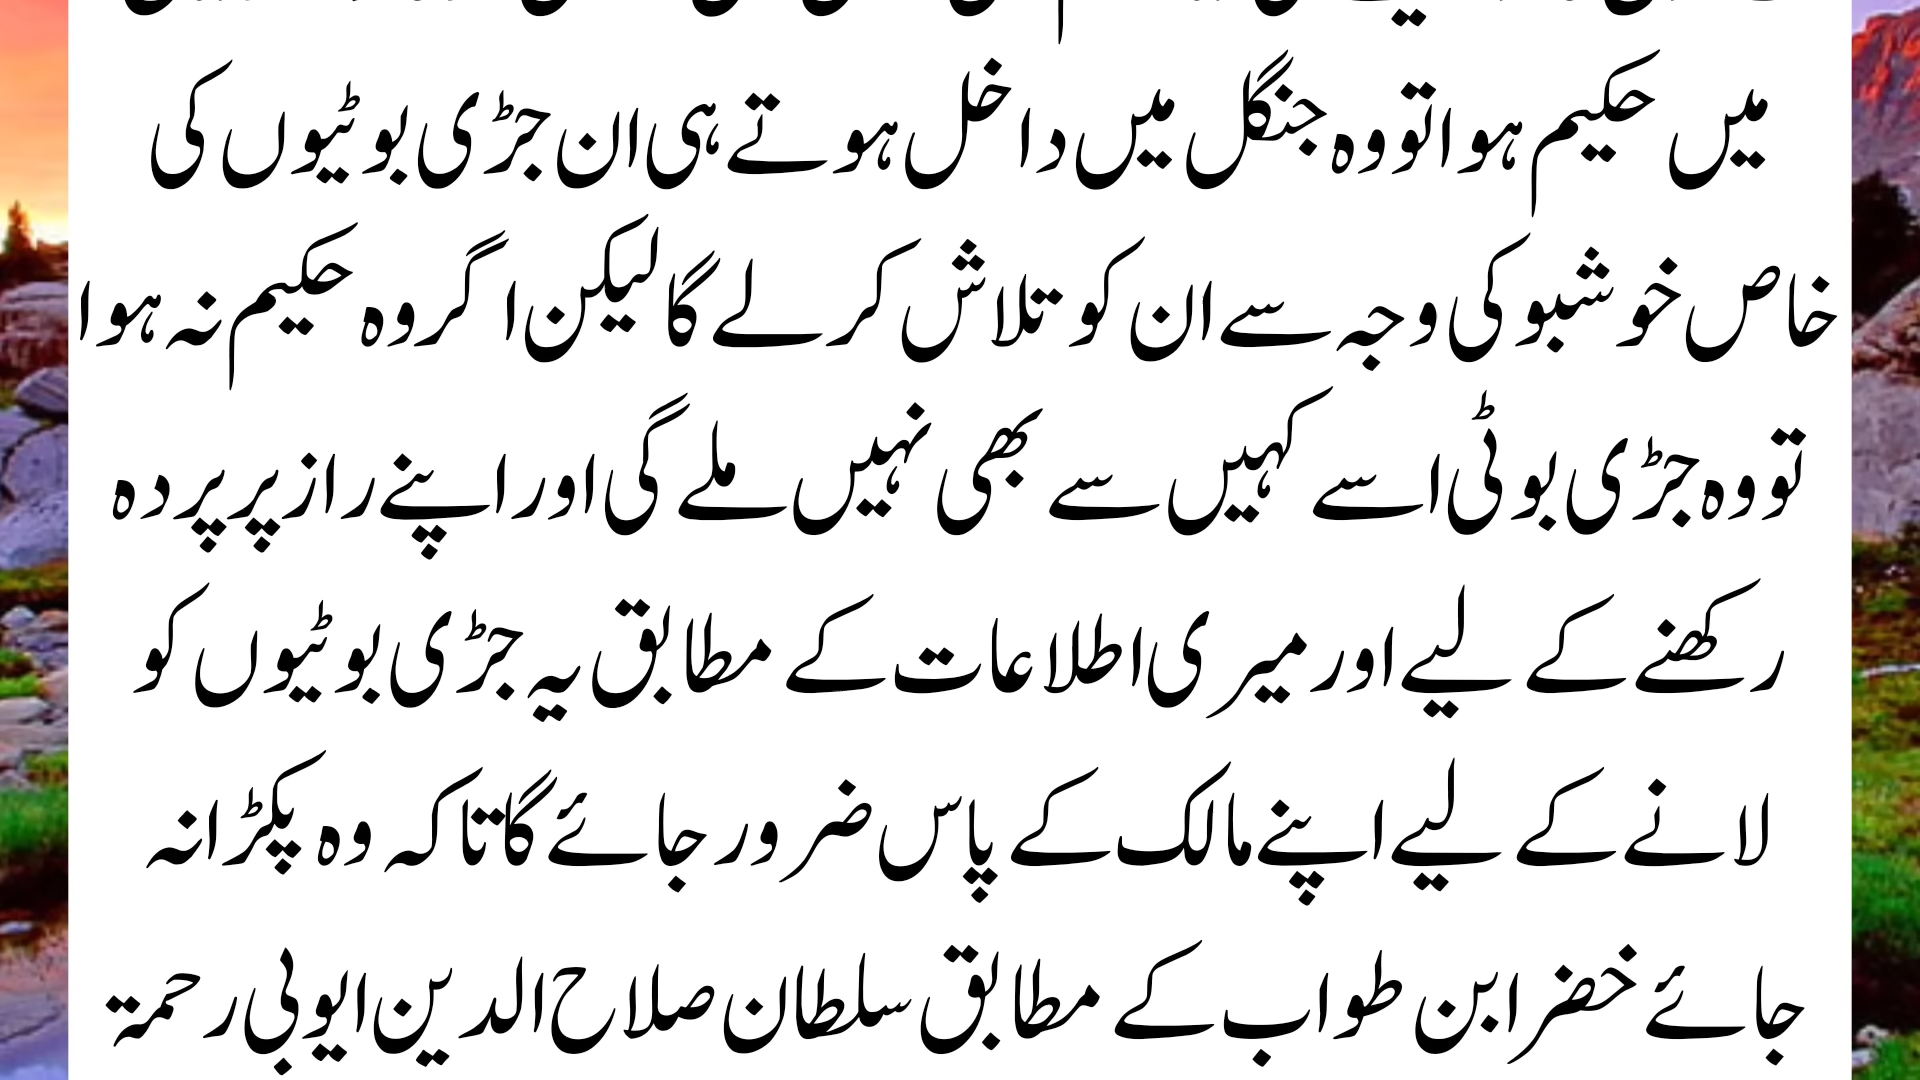 میں حکیم ہوا تو وہ جنگل میں داخل ہوتے ہی ان جڑی بوٹیوں کی
خاص خوشبو کی وجہ سے ان کو تلاش کر لے گا لیکن اگر وہ حکیم نہ ہوا
تو وہ جڑی بوٹی اسے کہیں سے بھی نہیں ملے گی اور اپنے راز پر پردہ
رکھنے کے لیے اور میری اطلاعات کے مطابق یہ جڑی بوٹیوں کو
لانے کے لیے اپنے مالک کے پاس ضرور جائے گا تاکہ وہ پکڑا نہ
جائے خضر ابن طواب کے مطابق سلطان صلاح الدین ایوبی رحمۃ